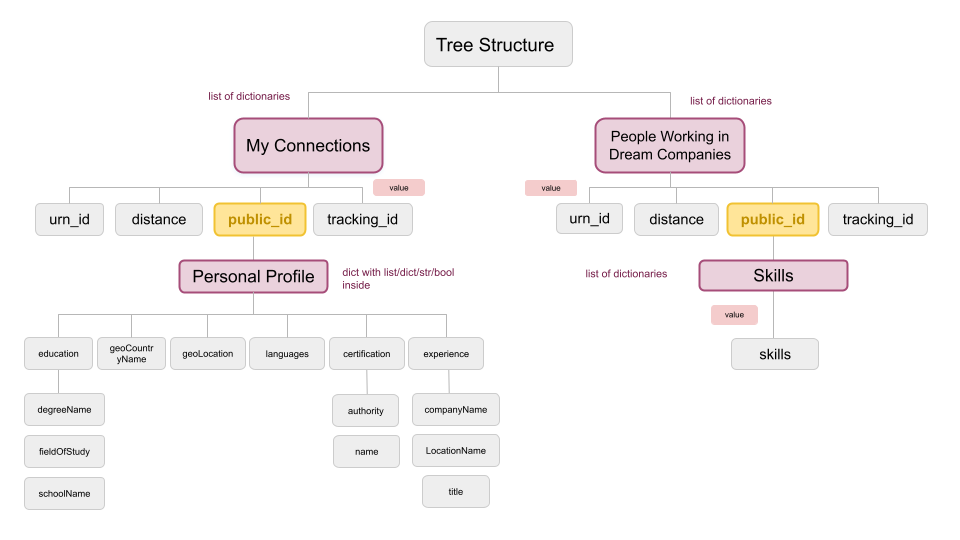 Tree Structure
list of dictionaries
list of dictionaries
My Connections
People Working in
Dream Companies
value
value
urn_id
distance
public_id
tracking_id
urn_id
distance
public_id
tracking_id
Personal Profile
dict with list/dict/str/bool
inside
list of dictionaries
Skills
value
education
geoCountr
yName
geoLocation
languages
certification
experience
skills
degreeName
authority
companyName
fieldOfStudy
name
LocationName
schoolName
title